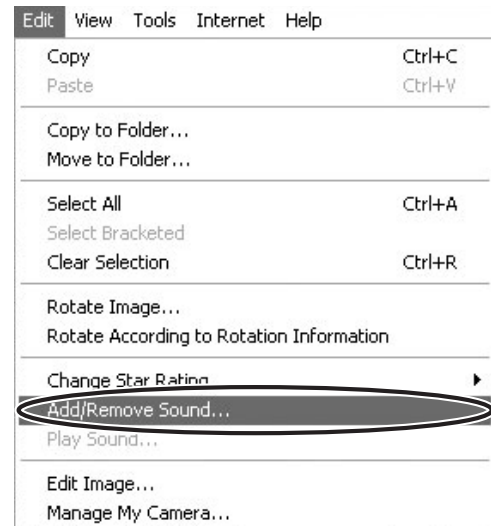 Edit View Tools Internet Help
Copy Ctrl+C
Paste Ctrl+V
Copy to Folder...
Move to Folder...
Select All Ctrl+A
Select Bracketed
Clear Selection Ctrl+R
Rotate Image...
Rotate According to Rotation Information
Change Star Rating
Add/Remove Sound...
Play Sound...
Edit Image...
Manage My Camera...